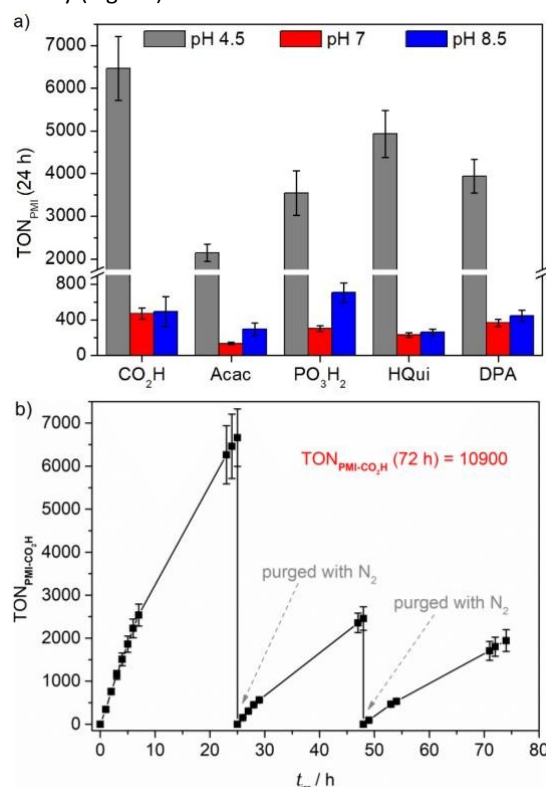 a)
pH 4.5 pH 7 pH 8.5
7000
6000
5000
4000
3000
2000
800
400
0
TON_PMI (24 h)
CO₂H Acac PO₃H₂ HQui DPA
b)
7000
6000
5000
4000
3000
2000
1000
0
TON_PMI-CO₂H
TON_PMI-CO₂H (72 h) = 10900
purged with N₂
purged with N₂
0 10 20 30 40 50 60 70 80
/ h